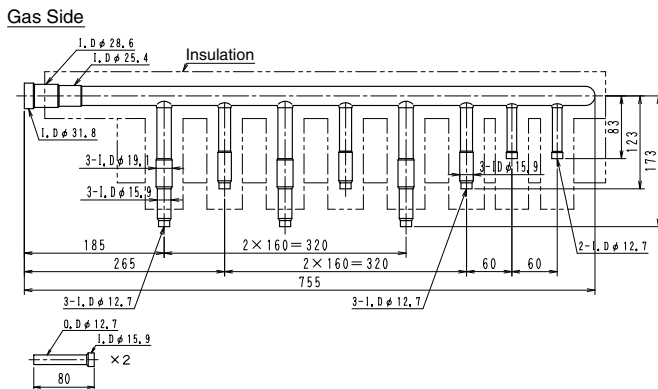 Gas Side
I.Dφ28.6
I.Dφ25.4
Insulation
I.Dφ31.8
3-I.Dφ19.1
3-IDφ15.9
3-I.Dφ15.9
83
123
173
185
2×160=320
2-I.Dφ12.7
265
2×160=320
60
60
755
3-I.Dφ12.7
3-I.Dφ12.7
O.Dφ12.7
I.Dφ15.9
×2
80